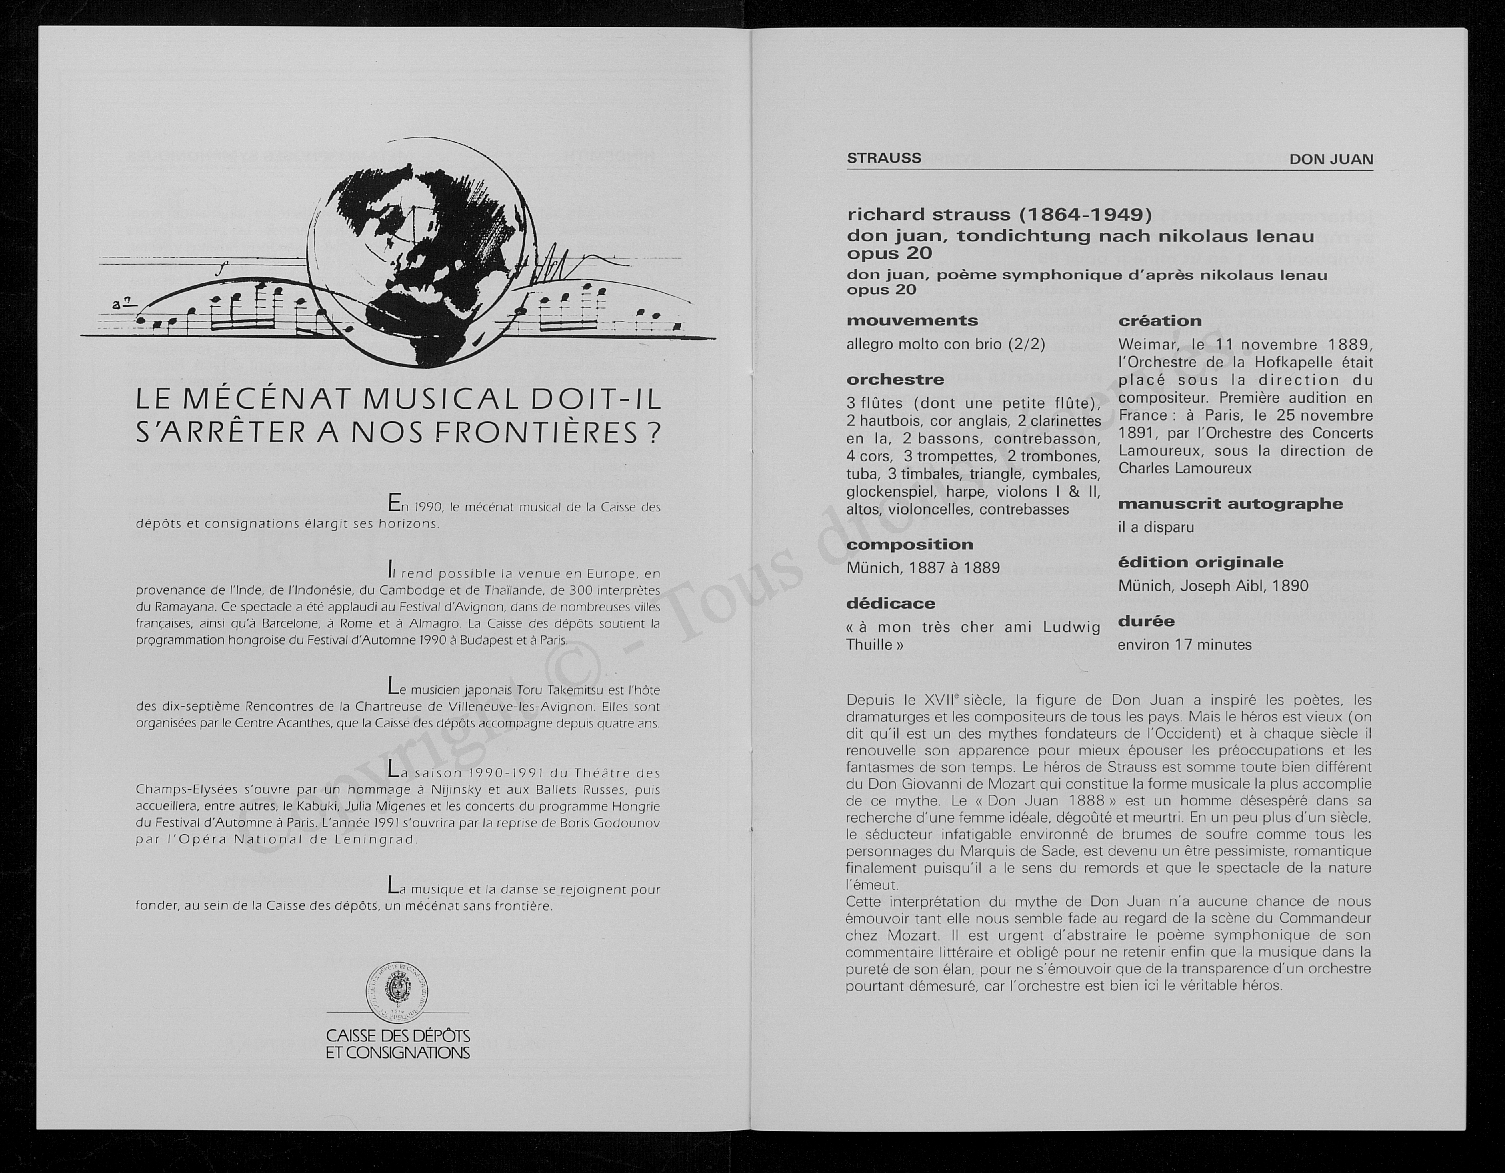 LE MÉCÉNAT MUSICAL DOIT-IL
S'ARRÊTER A NOS FRONTIÈRES ?
En 1990, le mécénat musical de la Caisse des
dépôts et consignations élargit ses horizons.
Il rend possible la venue en Europe, en
provenance de l'Inde, de l'Indonésie, du Cambodge et de Thaïlande, de 300 interprètes
du Ramayana. Ce spectacle a été applaudi au Festival d'Avignon, dans de nombreuses villes
françaises, ainsi qu'à Barcelone, à Rome et à Almagro. La Caisse des dépôts soutient la
programmation hongroise du Festival d'Automne 1990 à Budapest et à Paris.
Le musicien japonais Toru Takemitsu est l'hôte
des dix-septième Rencontres de la Chartreuse de Villeneuve-les-Avignon. Elles sont
organisées par le Centre Acanthes, que la Caisse des dépôts accompagne depuis quatre ans.
La saison 1990-1991 du Théâtre des
Champs-Elysées s'ouvre par un hommage à Nijinsky et aux Ballets Russes, puis
accueillera, entre autres, le Kabuki, Julia Migenes et les concerts du programme Hongrie
du Festival d'Automne à Paris. L'année 1991 s'ouvrira par la reprise de Boris Godounov
par l'Opéra National de Léningrad.
La musique et la danse se rejoignent pour
fonder, au sein de la Caisse des dépôts, un mécénat sans frontière.
CAISSE DES DÉPÔTS
ET CONSIGNATIONS
STRAUSS DON JUAN
richard strauss (1864-1949)
don juan, tondichtung nach nikolaus lenau
opus 20
don juan, poème symphonique d'après nikolaus lenau
opus 20
mouvements
allegro molto con brio (2/2)
orchestre
3 flûtes (dont une petite flûte),
2 hautbois, cor anglais, 2 clarinettes
en la, 2 bassons, contrebasson,
4 cors, 3 trompettes, 2 trombones,
tuba, 3 timbales, triangle, cymbales,
glockenspiel, harpe, violons I & II,
altos, violoncelles, contrebasses
composition
Münich, 1887 à 1889
dédicace
« à mon très cher ami Ludwig
Thuille »
création
Weimar, le 11 novembre 1889,
l'Orchestre de la Hofkapelle était
placé sous la direction du
compositeur. Première audition en
France : à Paris, le 25 novembre
1891, par l'Orchestre des Concerts
Lamoureux, sous la direction de
Charles Lamoureux
manuscrit autographe
il a disparu
édition originale
Münich, Joseph Aibl, 1890
durée
environ 17 minutes
Depuis le XVIIe siècle, la figure de Don Juan a inspiré les poètes, les
dramaturges et les compositeurs de tous les pays. Mais le héros est vieux (on
dit qu'il est un des mythes fondateurs de l'Occident) et à chaque siècle il
renouvelle son apparence pour mieux épouser les préoccupations et les
fantasmes de son temps. Le héros de Strauss est somme toute bien différent
du Don Giovanni de Mozart qui constitue la forme musicale la plus accomplie
de ce mythe. Le « Don Juan 1888 » est un homme désespéré dans sa
recherche d'une femme idéale, dégoûté et meurtri. En un peu plus d'un siècle,
le séducteur infatigable environné de brumes de soufre comme tous les
personnages du Marquis de Sade, est devenu un être pessimiste, romantique
finalement puisqu'il a le sens du remords et que le spectacle de la nature
l'émeut.
Cette interprétation du mythe de Don Juan n'a aucune chance de nous
émouvoir tant elle nous semble fade au regard de la scène du Commandeur
chez Mozart. Il est urgent d'abstraire le poème symphonique de son
commentaire littéraire et obligé pour ne retenir enfin que la musique dans la
pureté de son élan, pour ne s'émouvoir que de la transparence d'un orchestre
pourtant démesuré, car l'orchestre est bien ici le véritable héros.
Copyright © - Tous droits réservés.